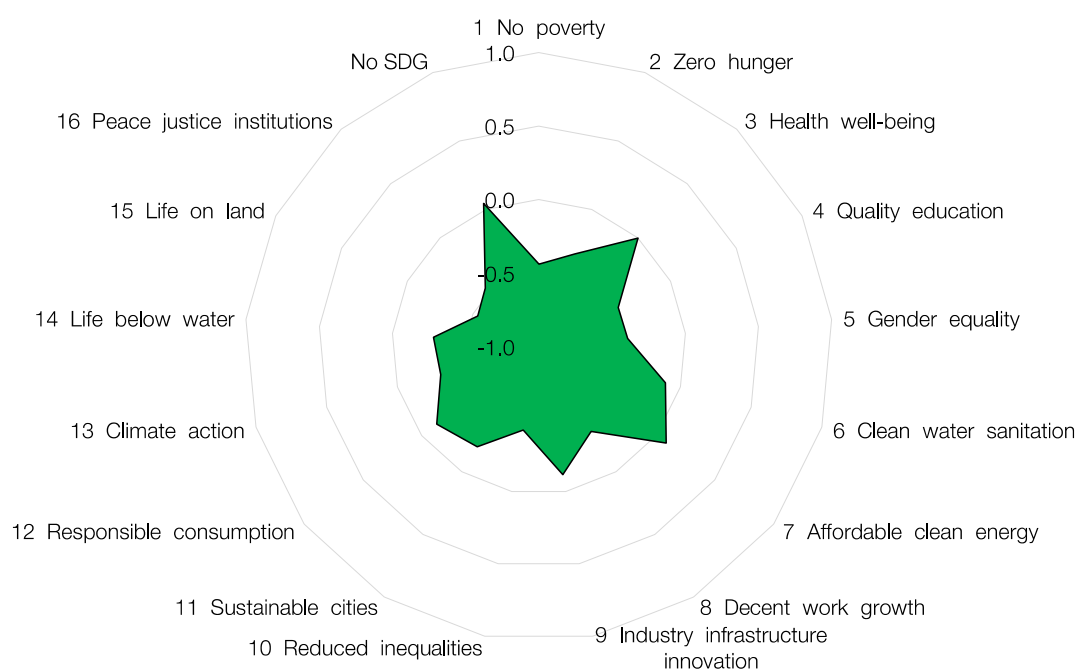 1 No poverty
1.0
No SDG
2 Zero hunger
16 Peace justice institutions
0.5
3 Health well-being
15 Life on land
0.0
4 Quality education
-0.5
14 Life below water
5 Gender equality
-1.0
13 Climate action
6 Clean water sanitation
12 Responsible consumption
7 Affordable clean energy
11 Sustainable cities
8 Decent work growth
10 Reduced inequalities
9 Industry infrastructure
innovation